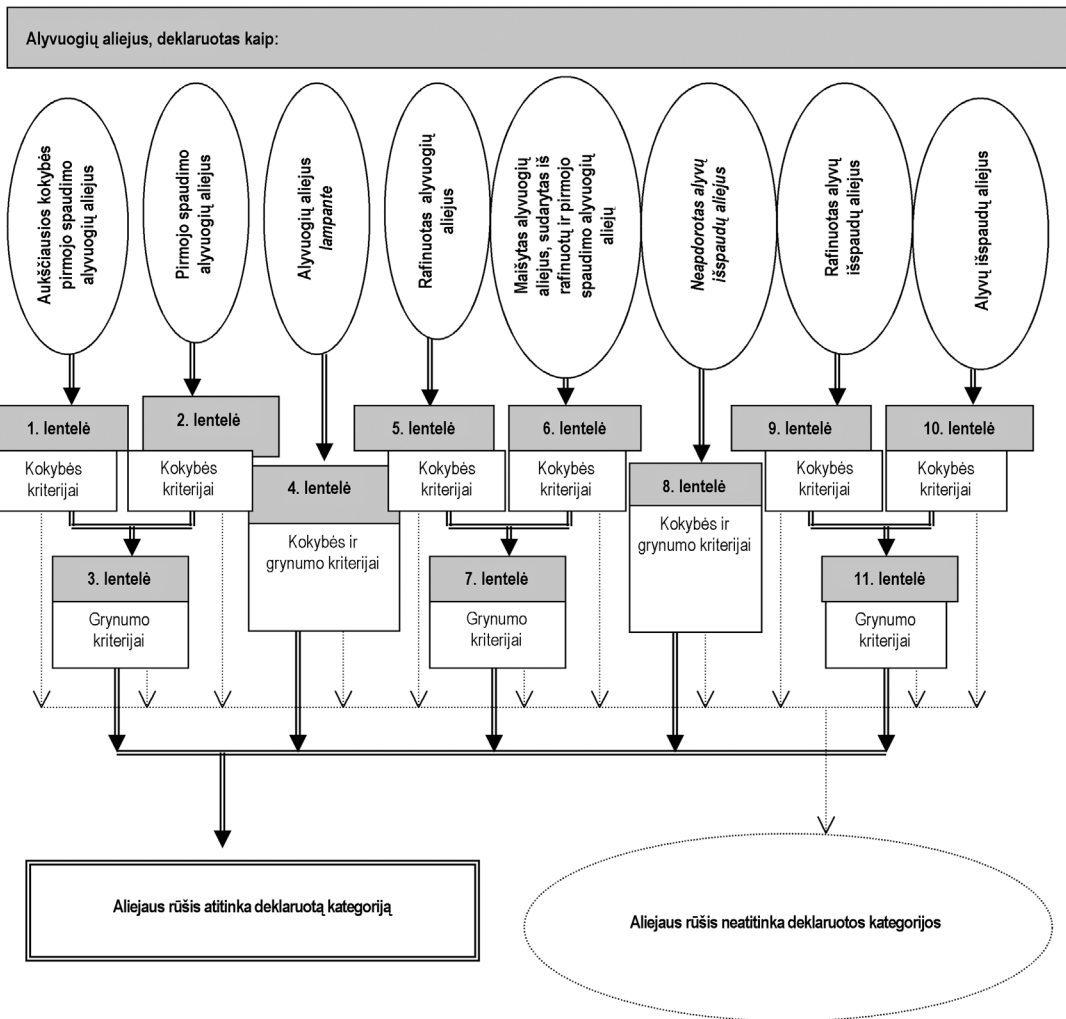 Alyvuogių aliejus, deklaruotas kaip:
Aukščiausios kokybės
pirmojo spaudimo
alyvuogių aliejus
Pirmojo spaudimo
alyvuogių aliejus
Alyvuogių aliejus
lampante
Rafinuotas alyvuogių
aliejus
Maišytas alyvuogių
aliejus, sudarytas iš
rafinuotų ir pirmojo
spaudimo alyvuogių
aliejų
Neapdorotas alyvų
išspaudų aliejus
Rafinuotas alyvų
išspaudų aliejus
Alyvų išspaudų aliejus
1. lentelė
Kokybės
kriterijai
2. lentelė
Kokybės
kriterijai
4. lentelė
Kokybės ir
grynumo kriterijai
5. lentelė
Kokybės
kriterijai
6. lentelė
Kokybės
kriterijai
8. lentelė
Kokybės ir
grynumo kriterijai
9. lentelė
Kokybės
kriterijai
10. lentelė
Kokybės
kriterijai
3. lentelė
Grynumo
kriterijai
7. lentelė
Grynumo
kriterijai
11. lentelė
Grynumo
kriterijai
Aliejaus rūšis atitinka deklaruotą kategoriją
Aliejaus rūšis neatitinka deklaruotos kategorijos